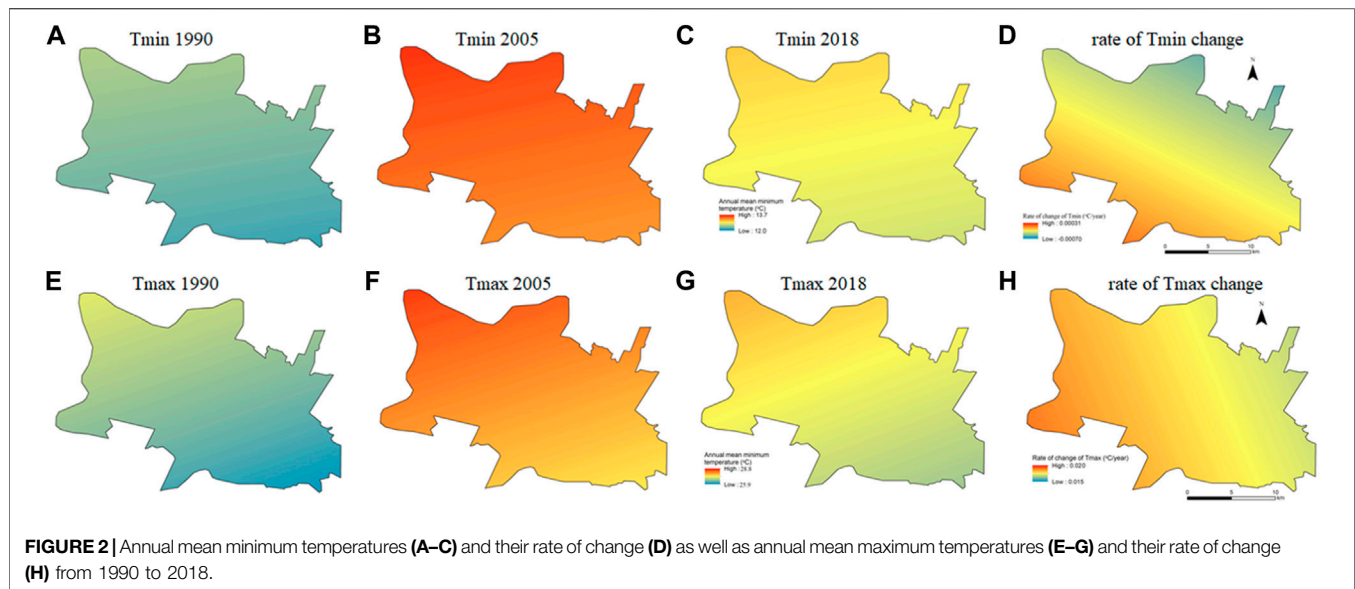 A Tmin 1990
B Tmin 2005
C Tmin 2018
D rate of Tmin change
N
Annual mean minimum
temperature (°C)
High : 13.7
Low : 12.0
Rate of change of Tmin (°C/year)
High : 0.00031
Low : -0.00070
0 5 10
km
E Tmax 1990
F Tmax 2005
G Tmax 2018
H rate of Tmax change
N
Annual mean minimum
temperature (°C)
High :
Low :
Rate of change of Tmax (°C/year)
High : 0.020
Low : 0.015
0 5 10
km
FIGURE 2 | Annual mean minimum temperatures (A–C) and their rate of change (D) as well as annual mean maximum temperatures (E–G) and their rate of change
(H) from 1990 to 2018.